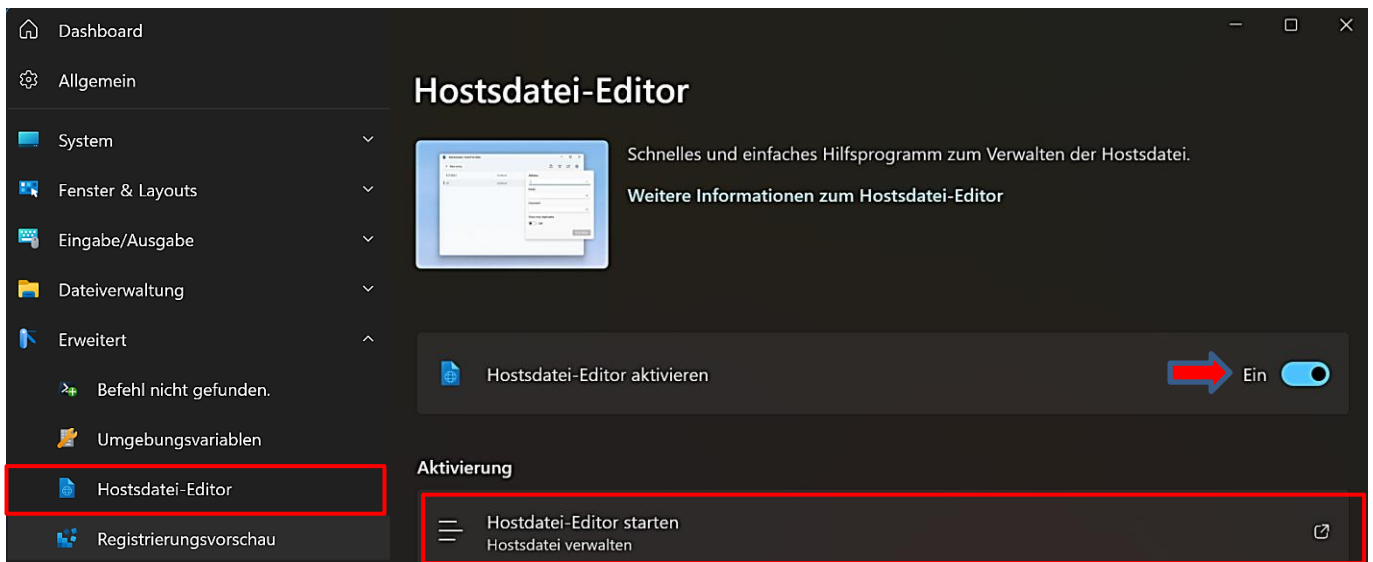 Dashboard
Allgemein
System
Fenster & Layouts
Eingabe/Ausgabe
Dateiverwaltung
Erweitert
Befehl nicht gefunden.
Umgebungsvariablen
Hostsdatei-Editor
Registrierungsvorschau
Hostsdatei-Editor
Schnelles und einfaches Hilfsprogramm zum Verwalten der Hostsdatei.
Weitere Informationen zum Hostsdatei-Editor
Hostsdatei-Editor aktivieren
Ein
Aktivierung
Hostdatei-Editor starten
Hostsdatei verwalten